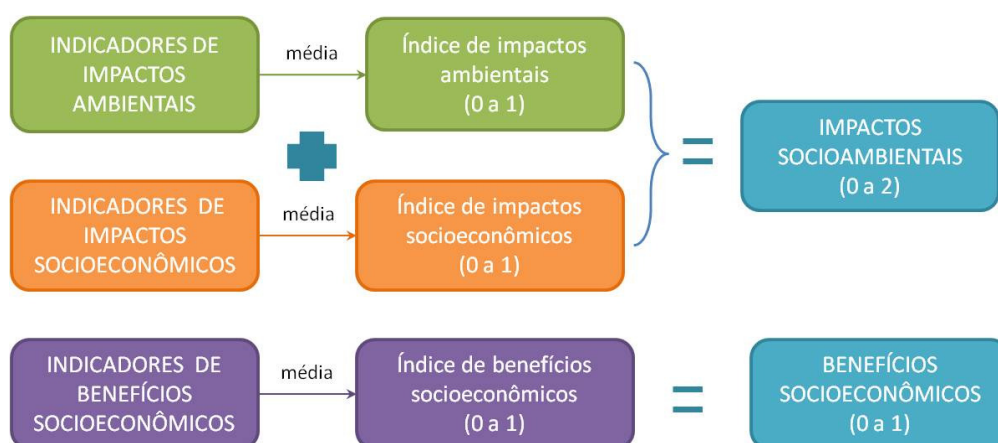 INDICADORES DE
IMPACTOS
AMBIENTAIS
média
Índice de impactos
ambientais
(0 a 1)
INDICADORES DE
IMPACTOS
SOCIOECONÔMICOS
média
Índice de impactos
socioeconômicos
(0 a 1)
=
IMPACTOS
SOCIOAMBIENTAIS
(0 a 2)
INDICADORES DE
BENEFÍCIOS
SOCIOECONÔMICOS
média
Índice de benefícios
socioeconômicos
(0 a 1)
=
BENEFÍCIOS
SOCIOECONÔMICOS
(0 a 1)